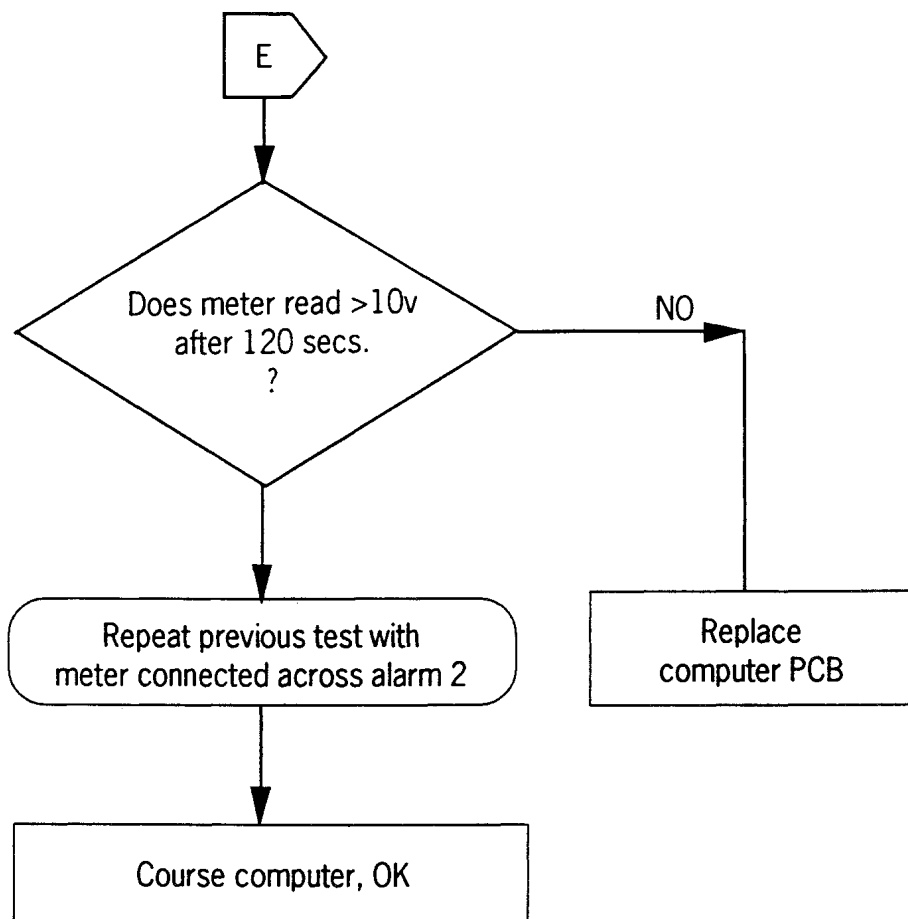 E
Does meter read >10v
after 120 secs.
?
NO
Repeat previous test with
meter connected across alarm 2
Replace
computer PCB
Course computer, OK